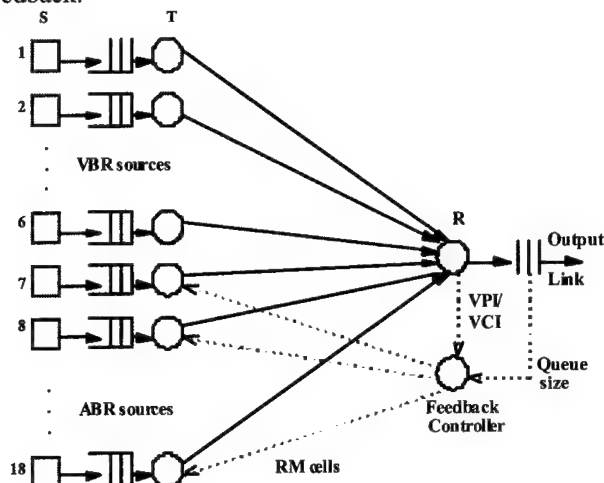 S T
1
2
VBR sources
6
R
Output
7
Link
VPI/
VCI
8
Queue
size
ABR sources
Feedback
Controller
18
RM cells